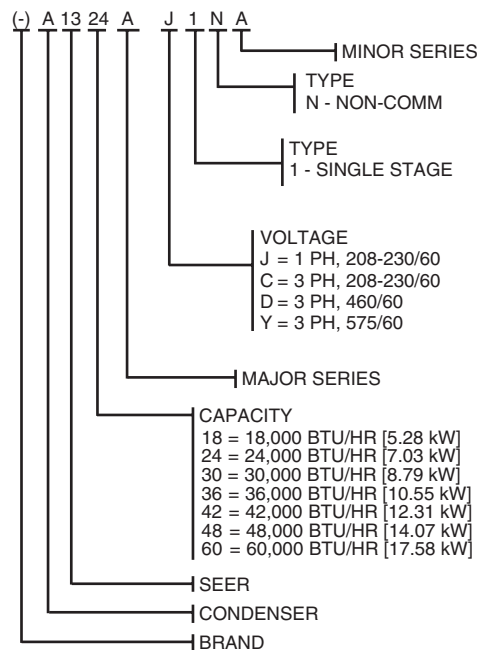 (-) A 13 24 A J 1 N A
MINOR SERIES
TYPE
N - NON-COMM
TYPE
1 - SINGLE STAGE
VOLTAGE
J = 1 PH, 208-230/60
C = 3 PH, 208-230/60
D = 3 PH, 460/60
Y = 3 PH, 575/60
MAJOR SERIES
CAPACITY
18 = 18,000 BTU/HR [5.28 kW]
24 = 24,000 BTU/HR [7.03 kW]
30 = 30,000 BTU/HR [8.79 kW]
36 = 36,000 BTU/HR [10.55 kW]
42 = 42,000 BTU/HR [12.31 kW]
48 = 48,000 BTU/HR [14.07 kW]
60 = 60,000 BTU/HR [17.58 kW]
SEER
CONDENSER
BRAND